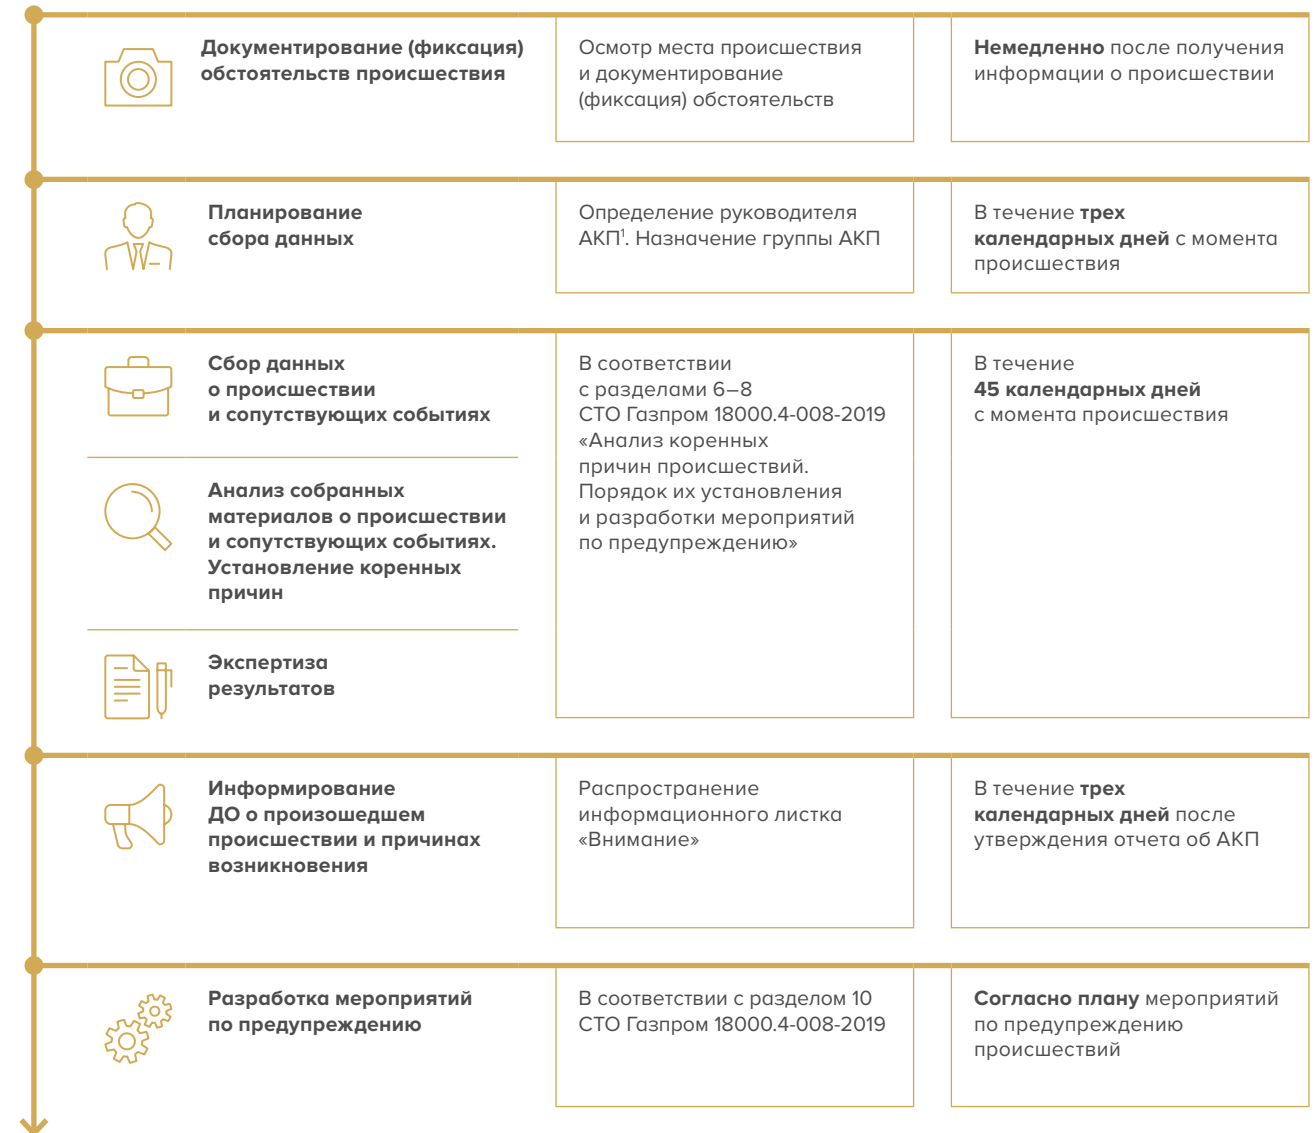 Документирование (фиксация)
обстоятельств происшествия
Осмотр места происшествия
и документирование
(фиксация) обстоятельств
Немедленно после получения
информации о происшествии
Планирование
сбора данных
Определение руководителя
АКП¹. Назначение группы АКП
В течение трех
календарных дней с момента
происшествия
Сбор данных
о происшествии
и сопутствующих событиях
Анализ собранных
материалов о происшествии
и сопутствующих событиях.
Установление коренных
причин
Экспертиза
результатов
В соответствии
с разделами 6–8
СТО Газпром 18000.4-008-2019
«Анализ коренных
причин происшествий.
Порядок их установления
и разработки мероприятий
по предупреждению»
В течение
45 календарных дней
с момента происшествия
Информирование
ДО о произошедшем
происшествии и причинах
возникновения
Распространение
информационного листка
«Внимание»
В течение трех
календарных дней после
утверждения отчета об АКП
Разработка мероприятий
по предупреждению
В соответствии с разделом 10
СТО Газпром 18000.4-008-2019
Согласно плану мероприятий
по предупреждению
происшествий